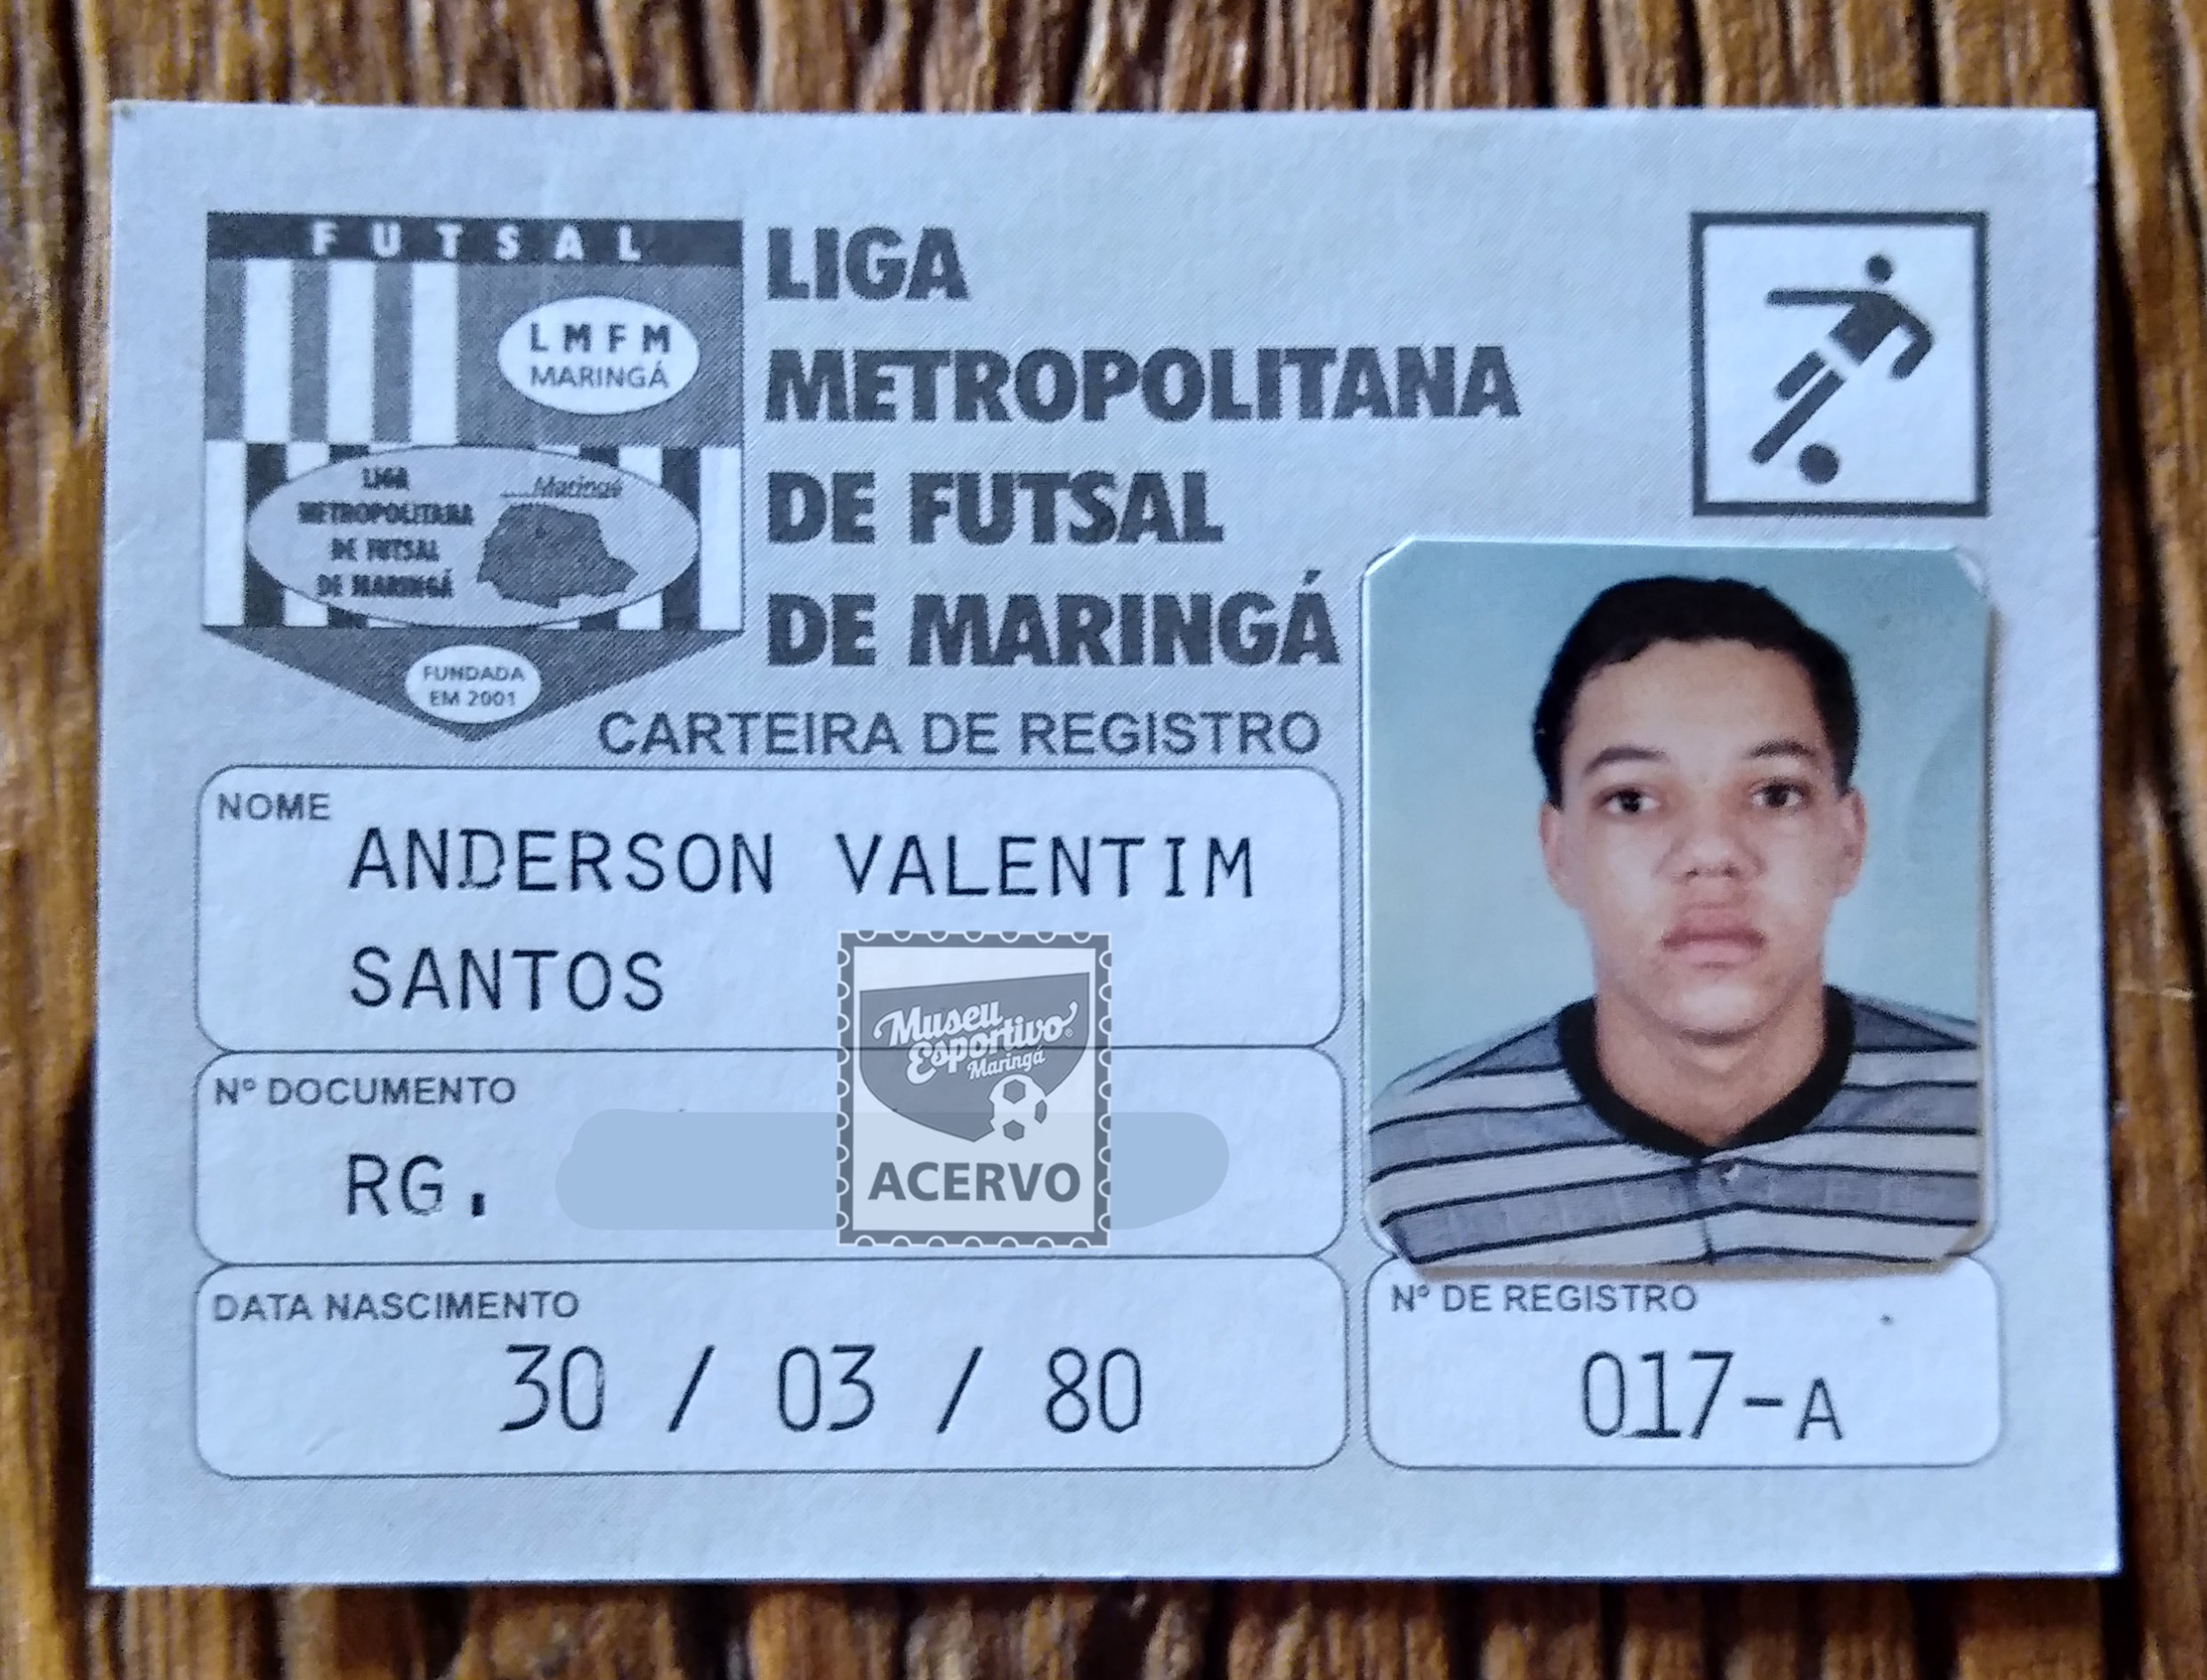 FUTSAL
LMFM
MARINGÁ
LIGA
METROPOLITANA
DE FUTSAL
DE MARINGÁ
Maringá
FUNDADA
EM 2001
LIGA
METROPOLITANA
DE FUTSAL
DE MARINGÁ
CARTEIRA DE REGISTRO
NOME
ANDERSON VALENTIM
SANTOS
Nº DOCUMENTO
RG.
Museu
Esportivo®
Maringá
ACERVO
DATA NASCIMENTO
30 / 03 / 80
Nº DE REGISTRO
017-A